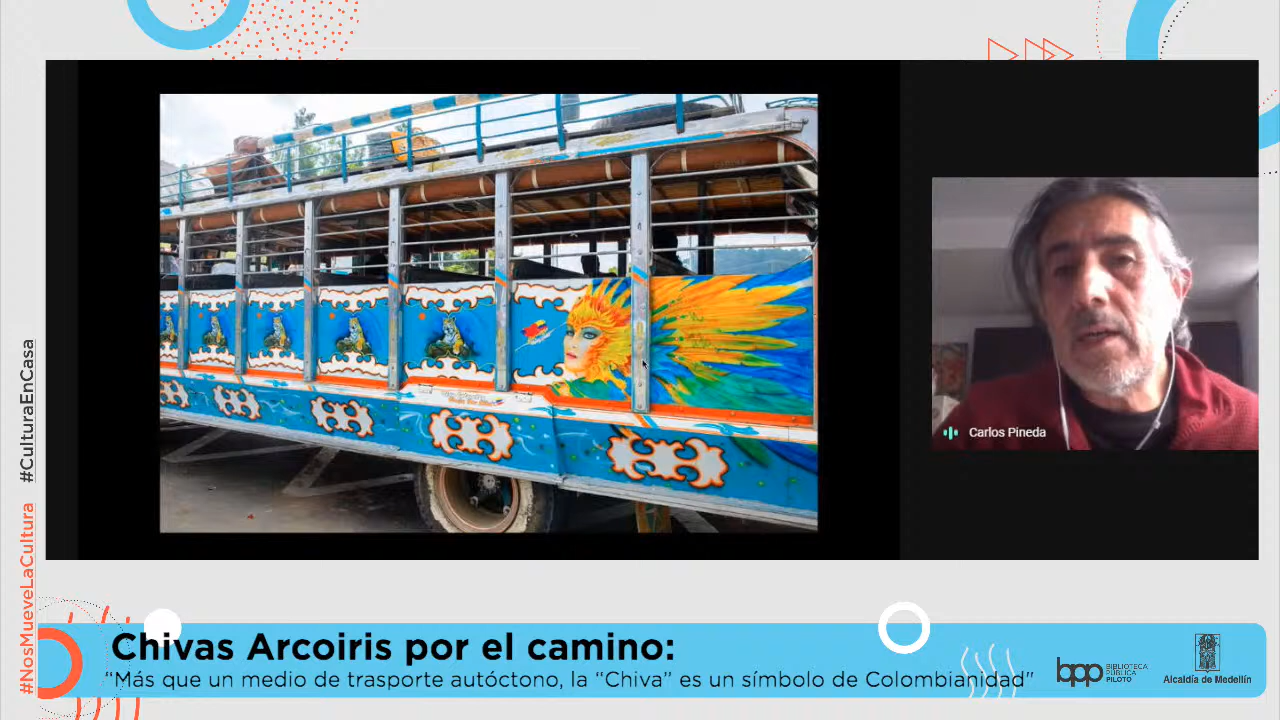 #NosMueveLaCultura #CulturaEnCasa
Carlos Pineda
Chivas Arcoiris por el camino:
"Más que un medio de trasporte autóctono, la "Chiva" es un símbolo de Colombianidad"
bpp
BIBLIOTECA
PÚBLICA
PILOTO
Alcaldía de Medellín